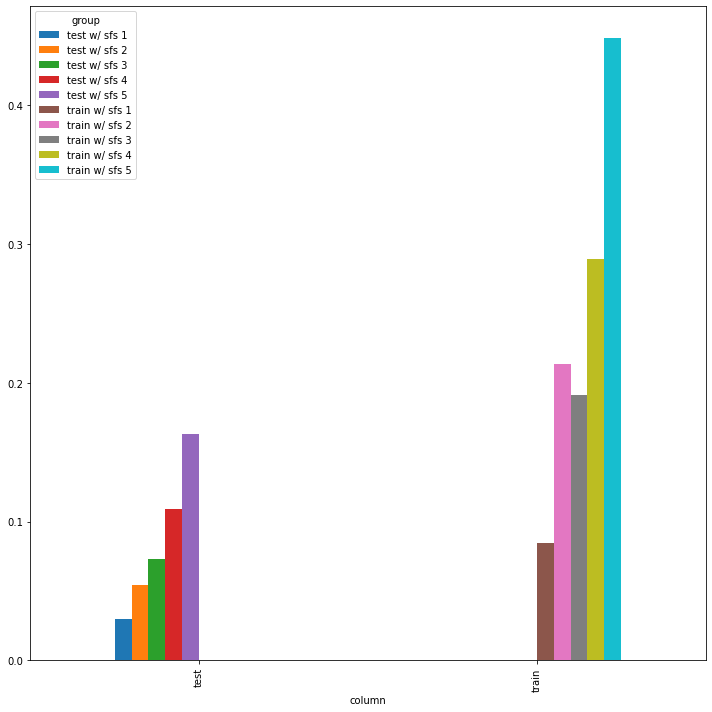 group
test w/ sfs 1
test w/ sfs 2
test w/ sfs 3
test w/ sfs 4
test w/ sfs 5
train w/ sfs 1
train w/ sfs 2
train w/ sfs 3
train w/ sfs 4
train w/ sfs 5
0.4
0.3
0.2
0.1
0.0
test
train
column